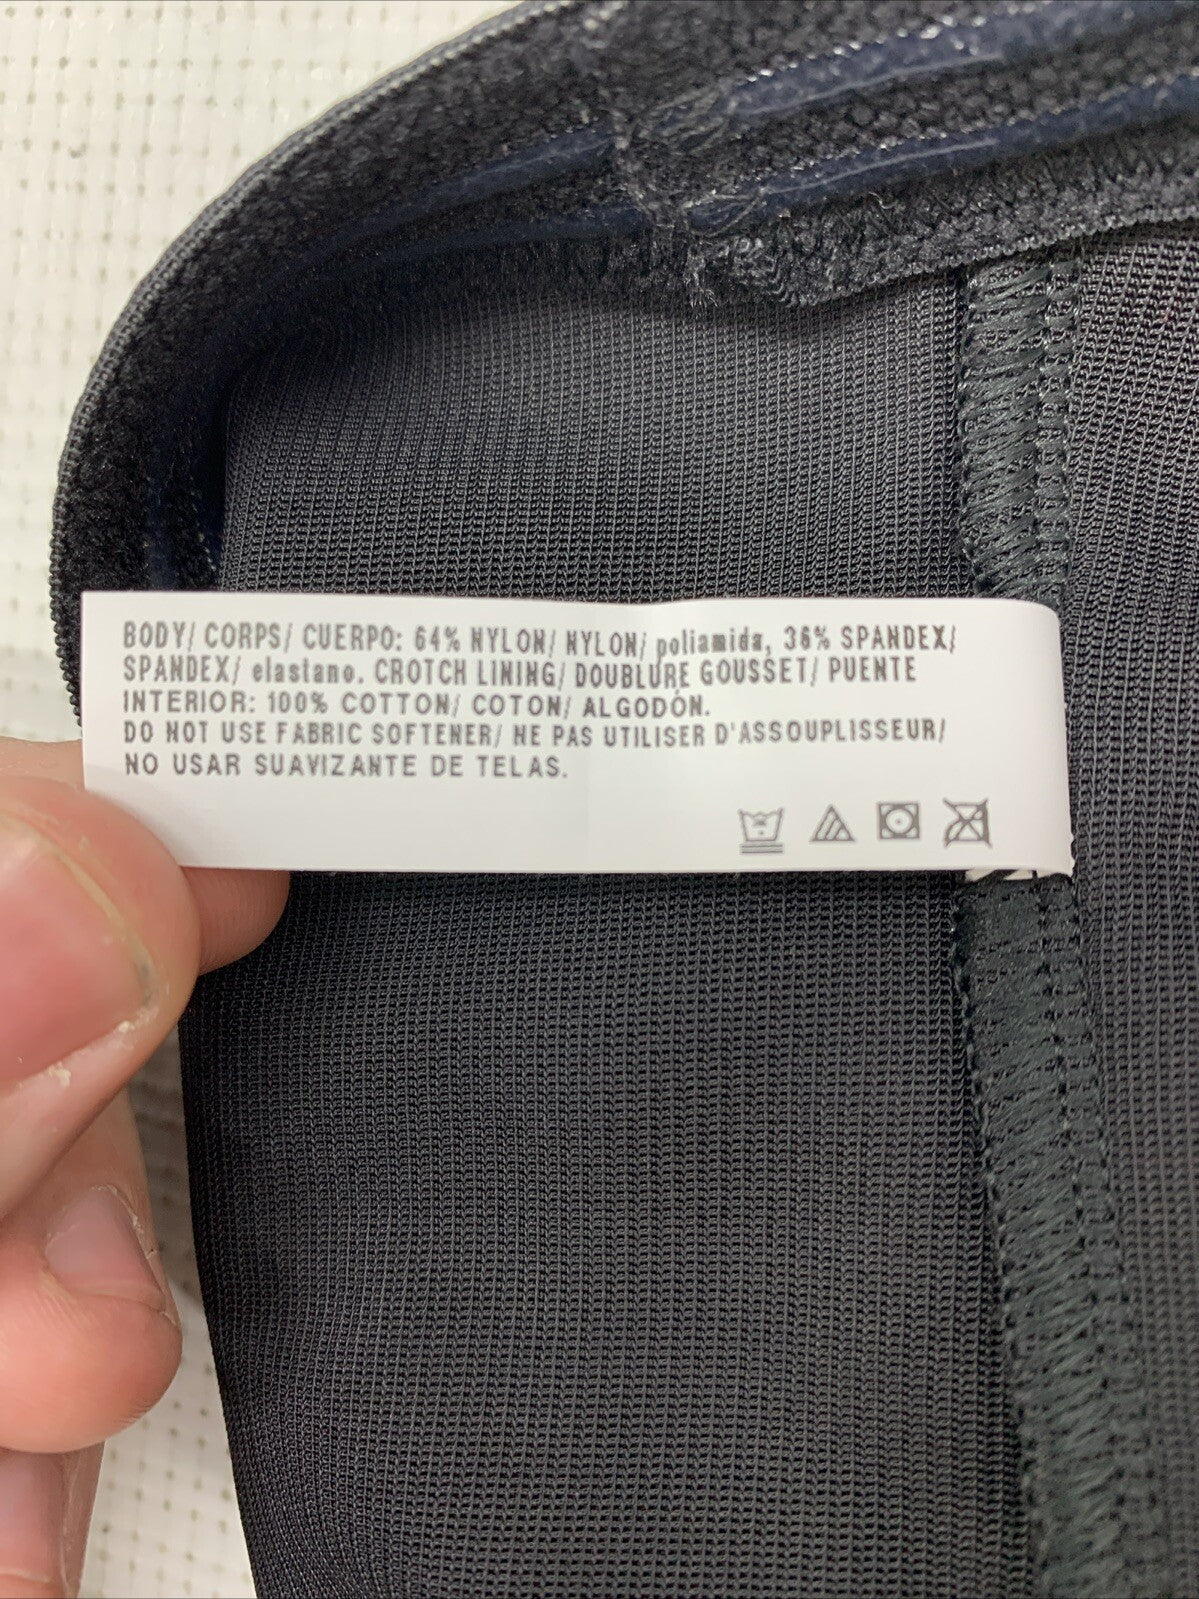 BODY/ CORPS/ CUERPO: 64% NYLON/ NYLON/ poliamida, 36% SPANDEX/
SPANDEX/ elastano. CROTCH LINING/ DOUBLURE GOUSSET/ PUENTE
INTERIOR: 100% COTTON/ COTON/ ALGODÓN.
DO NOT USE FABRIC SOFTENER/ NE PAS UTILISER D'ASSOUPLISSEUR/
NO USAR SUAVIZANTE DE TELAS.